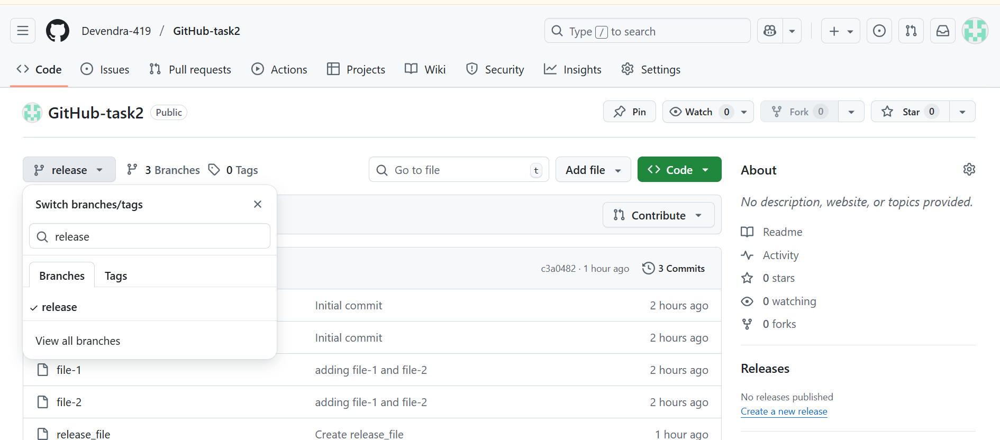 Devendra-419 / GitHub-task2
Type / to search
Code Issues Pull requests Actions Projects Wiki Security Insights Settings
GitHub-task2 Public
Pin Watch 0 Fork 0 Star 0
release 3 Branches 0 Tags Go to file t Add file Code
Switch branches/tags
release
Branches Tags
release
View all branches
Contribute
c3a0482 · 1 hour ago 3 Commits
Initial commit 2 hours ago
Initial commit 2 hours ago
file-1 adding file-1 and file-2 2 hours ago
file-2 adding file-1 and file-2 2 hours ago
release_file Create release_file 1 hour ago
About
No description, website, or topics provided.
Readme
Activity
0 stars
0 watching
0 forks
Releases
No releases published
Create a new release